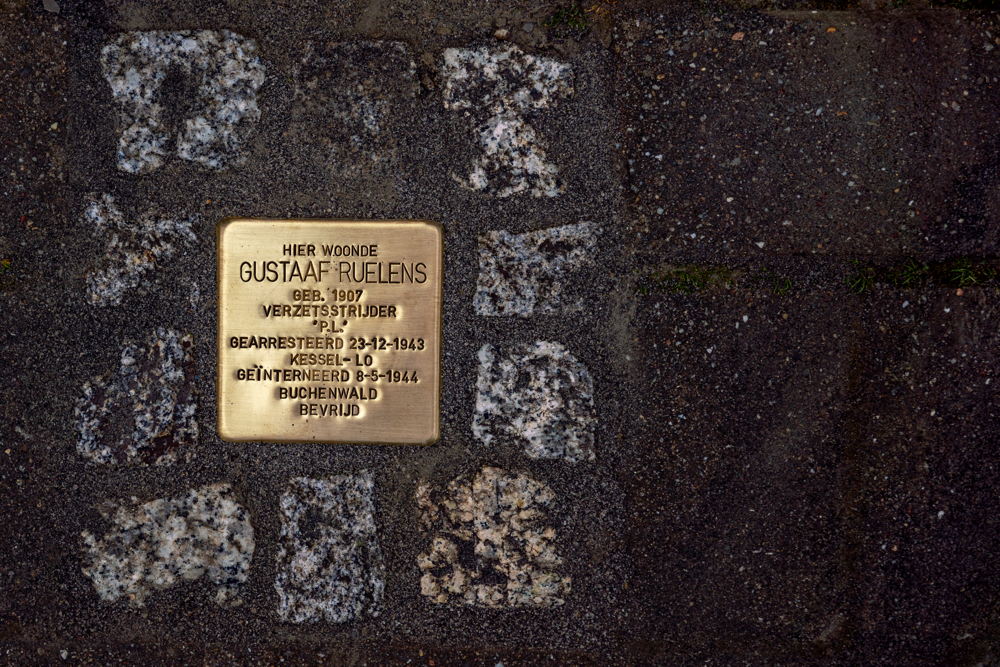 HIER WOONDE
GUSTAAF RUELENS
GEB. 1907
VERZETSSTRIJDER
"P.L."
GEARRESTEERD 23-12-1943
KESSEL-LO
GEÏNTERNEERD 8-5-1944
BUCHENWALD
BEVRIJD